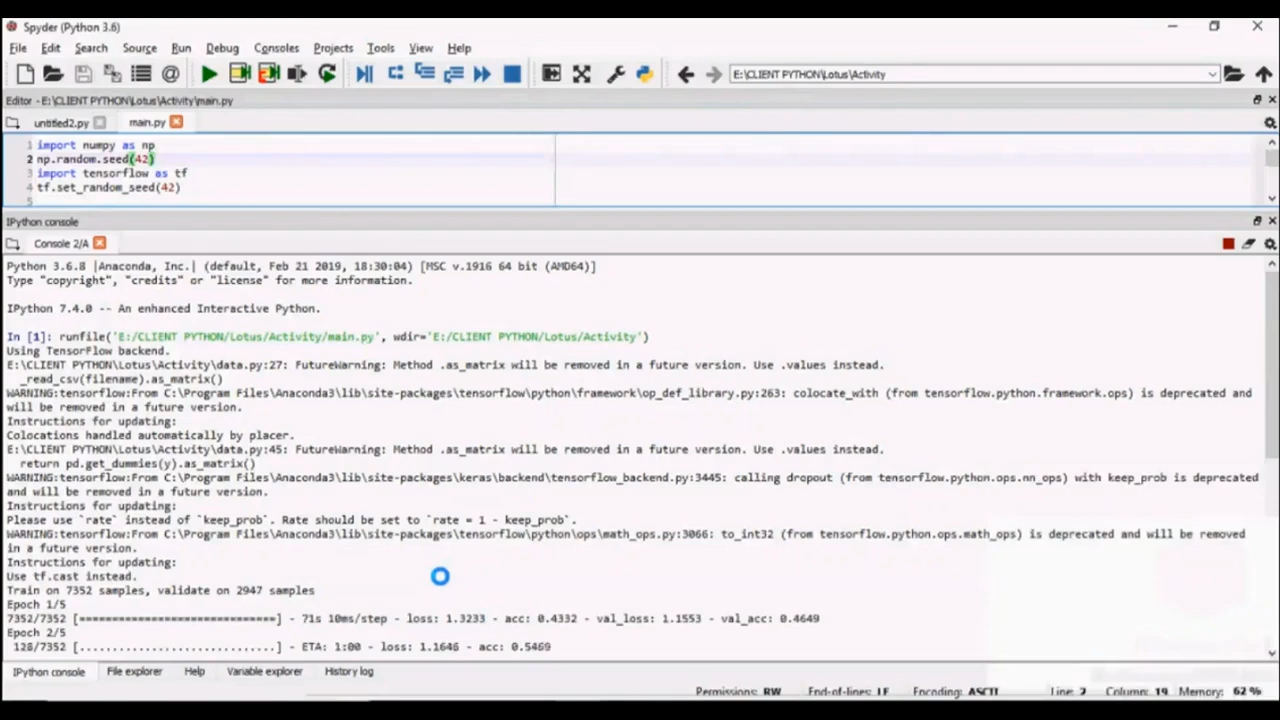 Spyder (Python 3.6)
File Edit Search Source Run Debug Consoles Projects Tools View Help
E:\CLIENT PYTHON\Lotus\Activity
Editor - E:\CLIENT PYTHON\Lotus\Activity\main.py
untitled2.py main.py
1 import numpy as np
2 np.random.seed(42)
3 import tensorflow as tf
4 tf.set_random_seed(42)
5
IPython console
Console 2/A
Python 3.6.8 |Anaconda, Inc.| (default, Feb 21 2019, 18:30:04) [MSC v.1916 64 bit (AMD64)]
Type "copyright", "credits" or "license" for more information.
IPython 7.4.0 -- An enhanced Interactive Python.
In [1]: runfile('E:/CLIENT PYTHON/Lotus/Activity/main.py', wdir='E:/CLIENT PYTHON/Lotus/Activity')
Using TensorFlow backend.
E:\CLIENT PYTHON\Lotus\Activity\data.py:27: FutureWarning: Method .as_matrix will be removed in a future version. Use .values instead.
_read_csv(filename).as_matrix()
WARNING:tensorflow:From C:\Program Files\Anaconda3\lib\site-packages\tensorflow\python\framework\op_def_library.py:263: colocate_with (from tensorflow.python.framework.ops) is deprecated and
will be removed in a future version.
Instructions for updating:
Colocations handled automatically by placer.
E:\CLIENT PYTHON\Lotus\Activity\data.py:45: FutureWarning: Method .as_matrix will be removed in a future version. Use .values instead.
return pd.get_dummies(y).as_matrix()
WARNING:tensorflow:From C:\Program Files\Anaconda3\lib\site-packages\keras\backend\tensorflow_backend.py:3445: calling dropout (from tensorflow.python.ops.nn_ops) with keep_prob is deprecated
and will be removed in a future version.
Instructions for updating:
Please use `rate` instead of `keep_prob`. Rate should be set to `rate = 1 - keep_prob`.
WARNING:tensorflow:From C:\Program Files\Anaconda3\lib\site-packages\tensorflow\python\ops\math_ops.py:3066: to_int32 (from tensorflow.python.ops.math_ops) is deprecated and will be removed
in a future version.
Instructions for updating:
Use tf.cast instead.
Train on 7352 samples, validate on 2947 samples
Epoch 1/5
7352/7352 [==============================] - 71s 10ms/step - loss: 1.3233 - acc: 0.4332 - val_loss: 1.1553 - val_acc: 0.4649
Epoch 2/5
128/7352 [..............................] - ETA: 1:00 - loss: 1.1646 - acc: 0.5469
IPython console File explorer Help Variable explorer History log
Permissions: RW End-of-lines: LF Encoding: ASCII Line: 2 Column: 19 Memory: 62 %